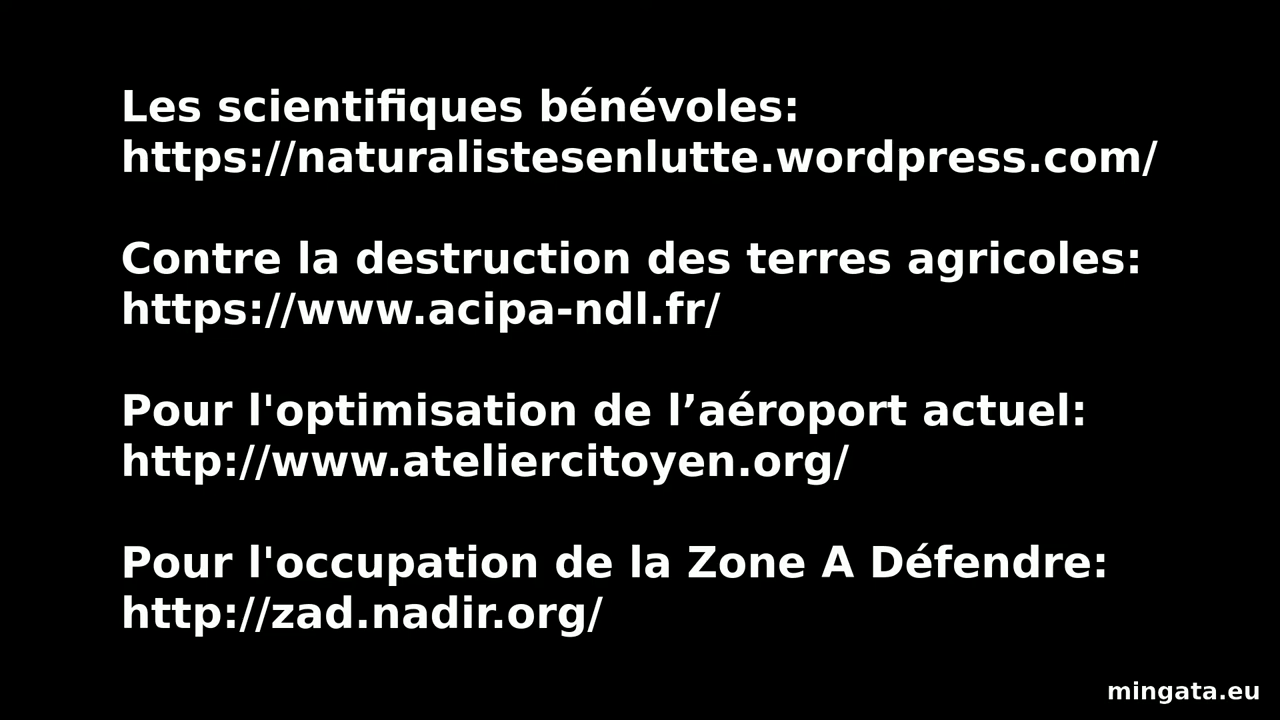 Les scientifiques bénévoles:
https://naturalistesenlutte.wordpress.com/
Contre la destruction des terres agricoles:
https://www.acipa-ndl.fr/
Pour l'optimisation de l’aéroport actuel:
http://www.ateliercitoyen.org/
Pour l'occupation de la Zone A Défendre:
http://zad.nadir.org/
mingata.eu